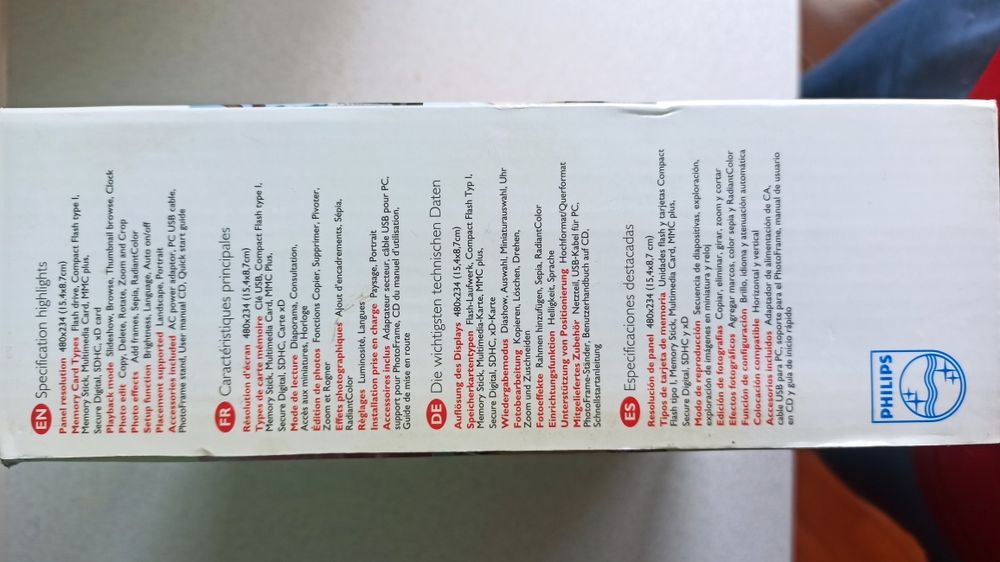 EN Specification highlights
Panel resolution 480x234 (15,4x8,7cm)
Memory Card Types Flash drive, Compact Flash type I,
Memory Stick, Multimedia Card, MMC plus,
Secure Digital, SDHC, xD card
Playback mode Slideshow, Browse, Thumbnail browse, Clock
Photo edit Copy, Delete, Rotate, Zoom and Crop
Photo effects Add frames, Sepia, RadiantColor
Setup function Brightness, Language, Auto on/off
Placement supported Landscape, Portrait
Accessories included AC power adaptor, PC USB cable,
Photoframe stand, User manual CD, Quick start guide
FR Caractéristiques principales
Résolution d'écran 480x234 (15,4x8,7cm)
Types de carte mémoire Clé USB, Compact Flash type I,
Memory Stick, Multimedia Card, MMC Plus,
Secure Digital, SDHC, Carte xD
Mode de lecture Diaporama, Consultation,
Accès aux miniatures, Horloge
Édition de photos Fonctions Copier, Supprimer, Pivoter,
Zoom et Rogner
Effets photographiques Ajout d'encadrements, Sépia,
RadiantColor
Réglages Luminosité, Langues
Installation prise en charge Paysage, Portrait
Accessoires inclus Adaptateur secteur, câble USB pour PC,
support pour PhotoFrame, CD du manuel d'utilisation,
Guide de mise en route
DE Die wichtigsten technischen Daten
Auflösung des Displays 480x234 (15,4x8,7cm)
Speicherkartentypen Flash-Laufwerk, Compact Flash Typ I,
Memory Stick, Multimedia-Karte, MMC plus,
Secure Digital, SDHC, xD-Karte
Wiedergabemodus Diashow, Auswahl, Miniaturauswahl, Uhr
Fotobearbeitung Kopieren, Löschen, Drehen,
Zoom und Zuschneiden
Fotoeffekte Rahmen hinzufügen, Sepia, RadiantColor
Einrichtungsfunktion Helligkeit, Sprache
Unterstützung von Positionierung Hochformat/Querformat
Mitgeliefertes Zubehör Netzteil, USB-Kabel für PC,
PhotoFrame-Ständer, Benutzerhandbuch auf CD,
Schnellstartanleitung
ES Especificaciones destacadas
Resolución de panel 480x234 (15,4x8,7 cm)
Tipos de tarjeta de memoria Unidades flash y tarjetas Compact
Flash tipo I, Memory Stick, Multimedia Card, MMC plus,
Secure Digital, SDHC y xD
Modo de reproducción Secuencia de diapositivas, exploración,
exploración de imágenes en miniatura y reloj
Edición de fotografías Copiar, eliminar, girar, zoom y cortar
Efectos fotográficos Agregar marcos, color sepia y RadiantColor
Función de configuración Brillo, idioma y atenuación automática
Colocación compatible Horizontal y vertical
Accesorios incluidos Adaptador de alimentación de CA,
cable USB para PC, soporte para el PhotoFrame, manual de usuario
en CD y guía de inicio rápido
PHILIPS